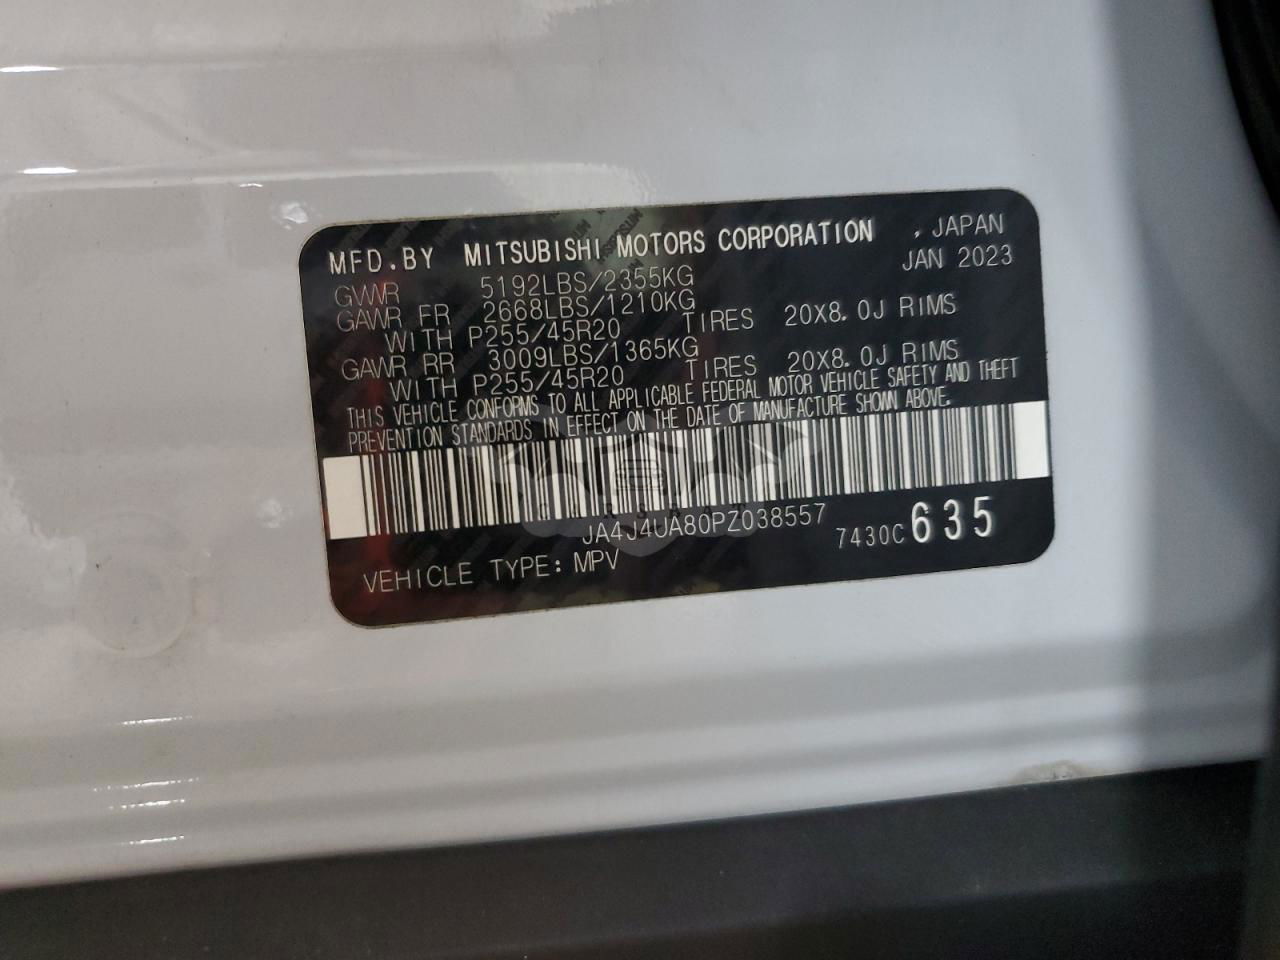 MFD.BY MITSUBISHI MOTORS CORPORATION , JAPAN
JAN 2023
GVWR 5192LBS/2355KG
GAWR FR 2668LBS/1210KG
WITH P255/45R20 TIRES 20X8.0J RIMS
GAWR RR 3009LBS/1365KG
WITH P255/45R20 TIRES 20X8.0J RIMS
THIS VEHICLE CONFORMS TO ALL APPLICABLE FEDERAL MOTOR VEHICLE SAFETY AND THEFT
PREVENTION STANDARDS IN EFFECT ON THE DATE OF MANUFACTURE SHOWN ABOVE.
JA4J4UA80PZ038557
7430C 635
VEHICLE TYPE: MPV